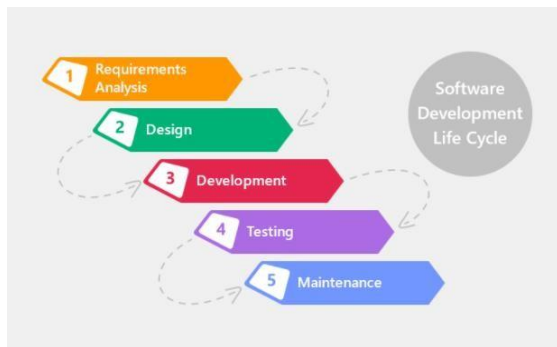 1 Requirements
Analysis
2 Design
3 Development
4 Testing
5 Maintenance
Software
Development
Life Cycle